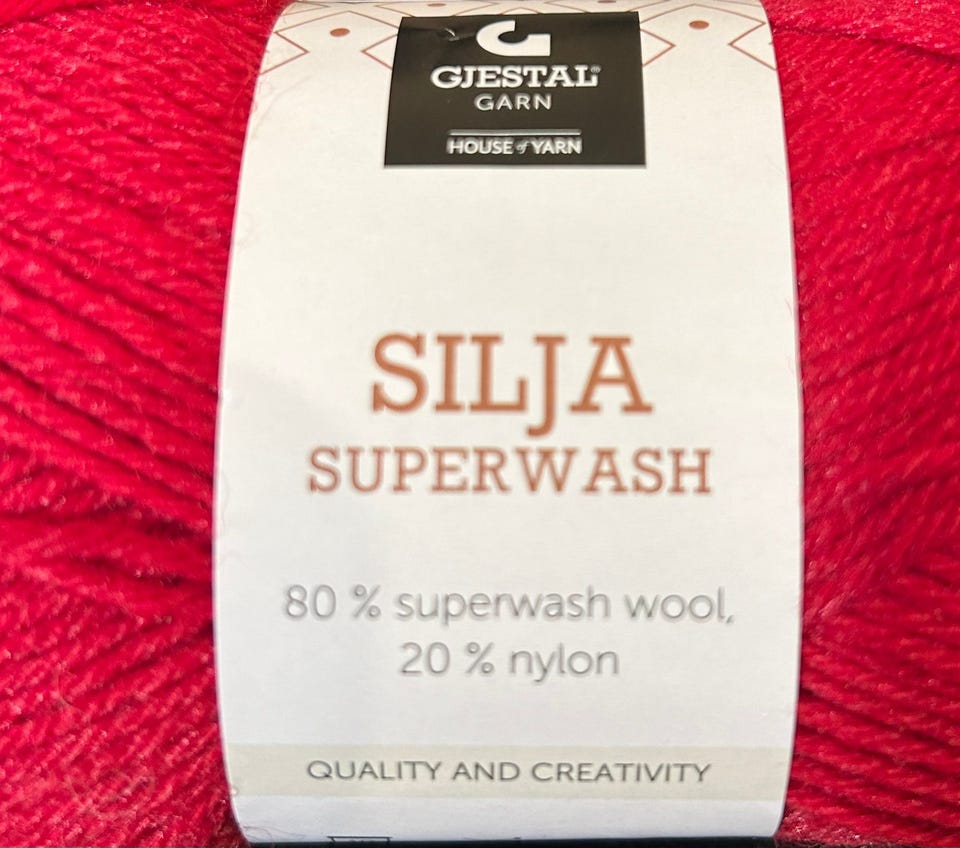 GJESTAL®
GARN
HOUSE of YARN
SILJA
SUPERWASH
80 % superwash wool,
20 % nylon
QUALITY AND CREATIVITY